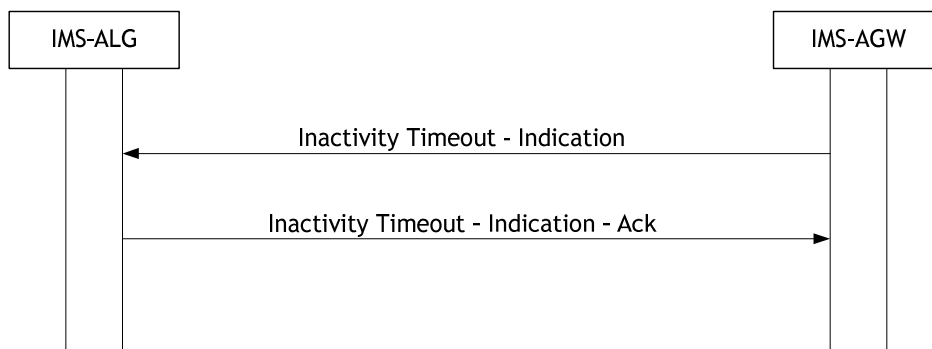 IMS-ALG
IMS-AGW
Inactivity Timeout - Indication
Inactivity Timeout - Indication - Ack